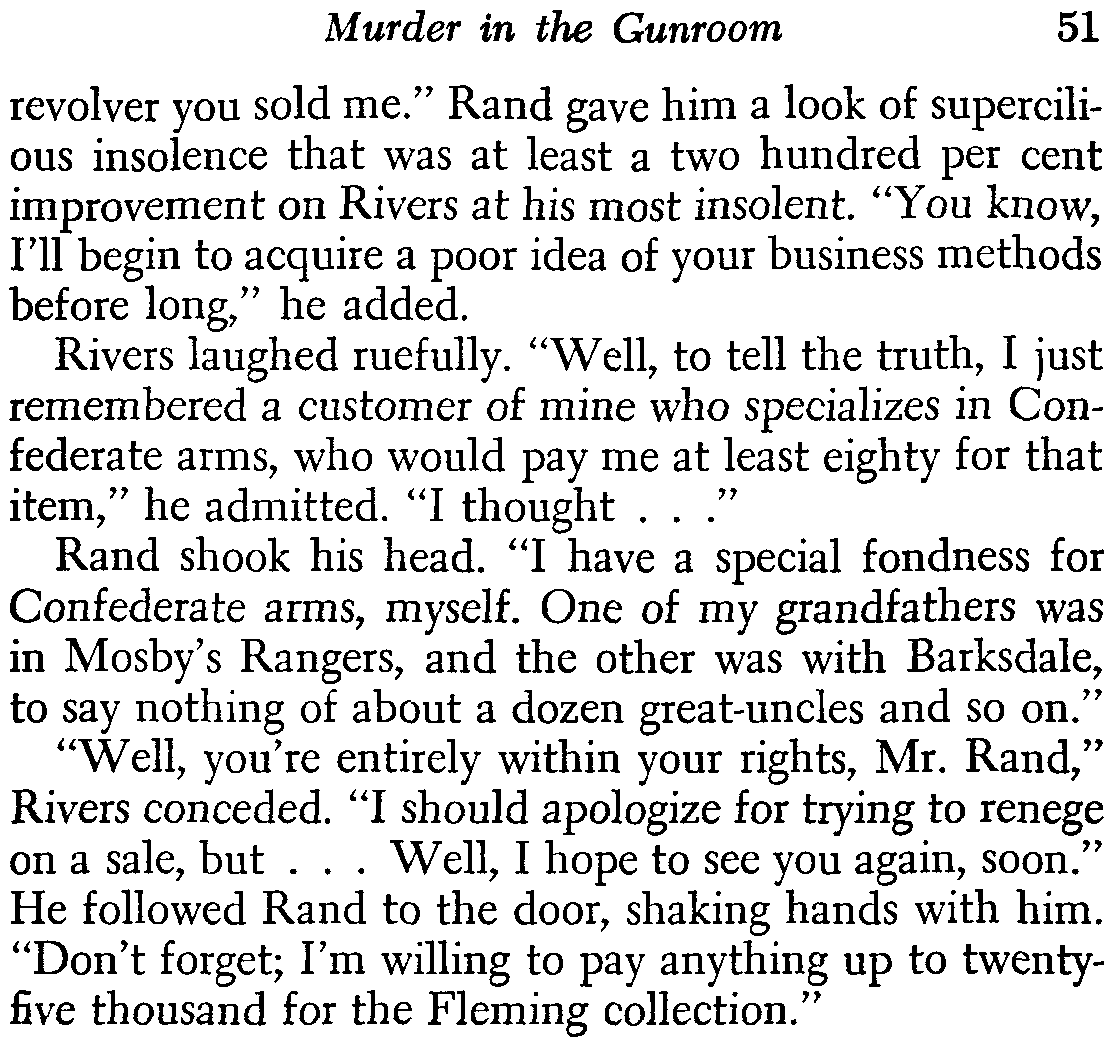 Murder in the Gunroom 51
revolver you sold me.” Rand gave him a look of supercili-
ous insolence that was at least a two hundred per cent
improvement on Rivers at his most insolent. “You know,
I’ll begin to acquire a poor idea of your business methods
before long,” he added.
Rivers laughed ruefully. “Well, to tell the truth, I just
remembered a customer of mine who specializes in Con-
federate arms, who would pay me at least eighty for that
item,” he admitted. “I thought . . .”
Rand shook his head. “I have a special fondness for
Confederate arms, myself. One of my grandfathers was
in Mosby’s Rangers, and the other was with Barksdale,
to say nothing of about a dozen great-uncles and so on.”
“Well, you’re entirely within your rights, Mr. Rand,”
Rivers conceded. “I should apologize for trying to renege
on a sale, but . . . Well, I hope to see you again, soon.”
He followed Rand to the door, shaking hands with him.
“Don’t forget; I’m willing to pay anything up to twenty-
five thousand for the Fleming collection.”